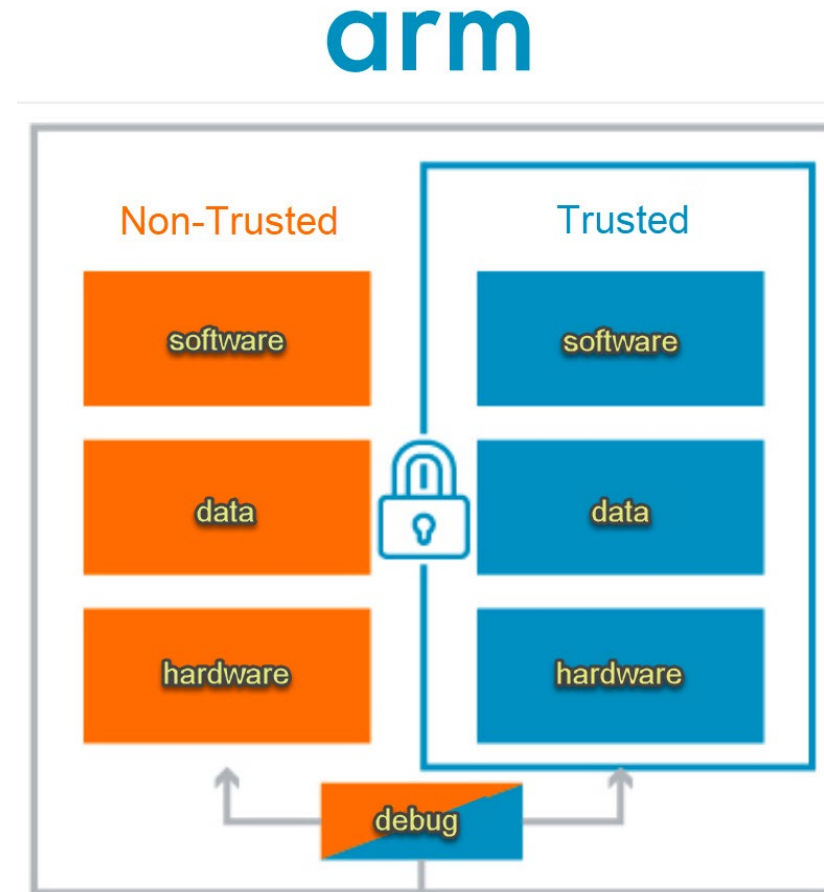 arm
Non-Trusted
Trusted
software
software
data
data
hardware
hardware
debug